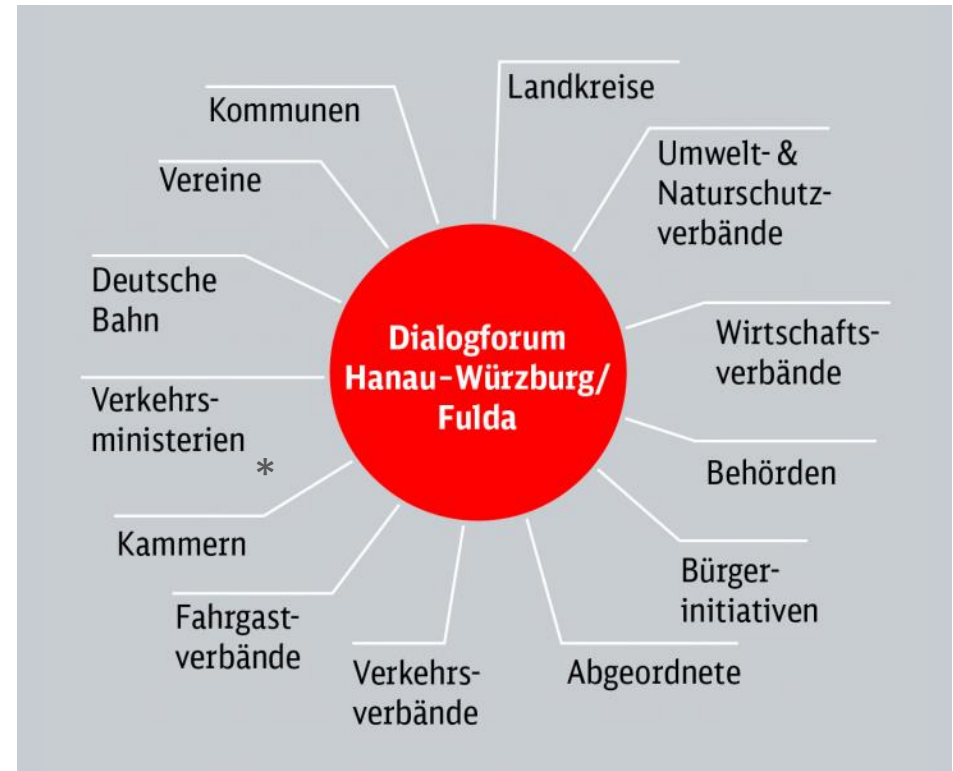 Landkreise
Kommunen
Umwelt- &
Naturschutz-
verbände
Vereine
Deutsche
Bahn
Wirtschafts-
verbände
Dialogforum
Hanau-Würzburg/
Fulda
Verkehrs-
ministerien
*
Behörden
Kammern
Bürger-
initiativen
Fahrgast-
verbände
Verkehrs-
verbände
Abgeordnete